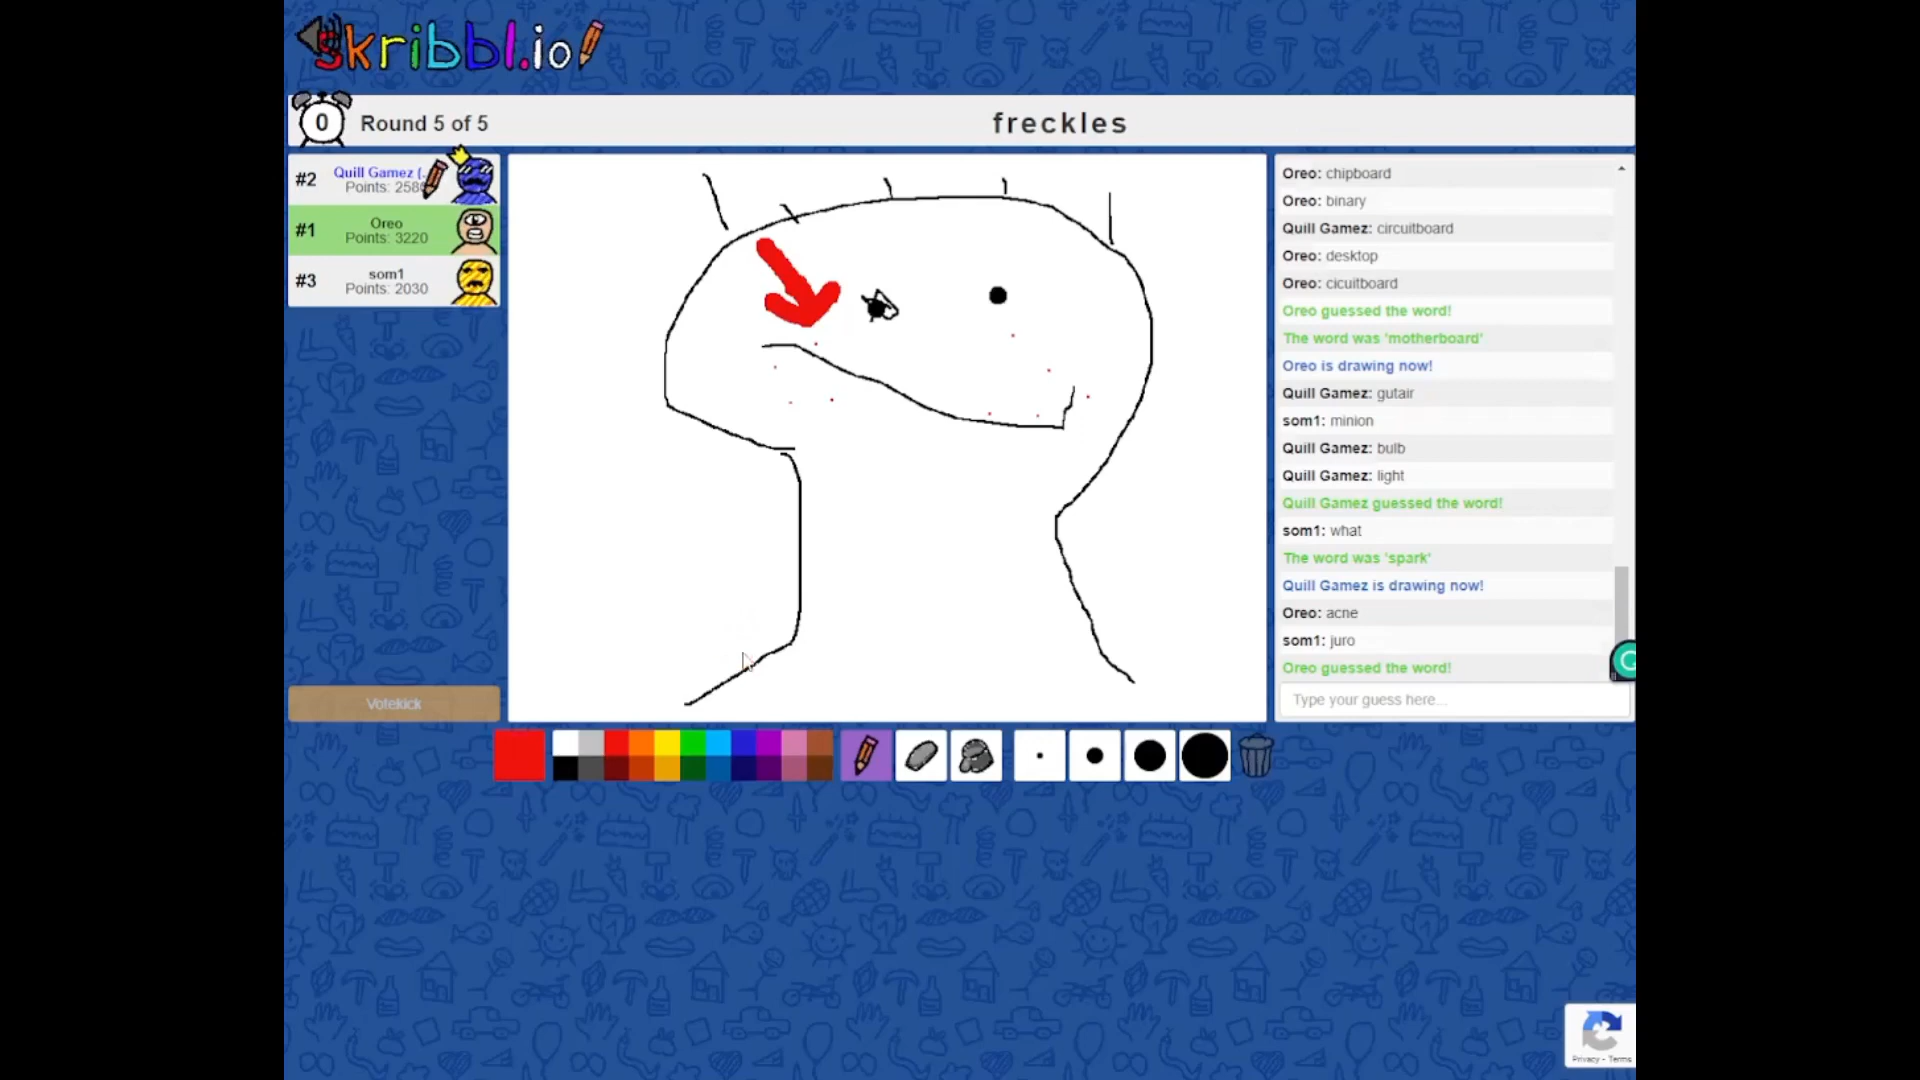 skribbl.io
0
Round 5 of 5
freckles
#2
Quill Gamez (..
Points: 2585
#1
Oreo
Points: 3220
#3
som1
Points: 2030
Votekick
Oreo: chipboard
Oreo: binary
Quill Gamez: circuitboard
Oreo: desktop
Oreo: cicuitboard
Oreo guessed the word!
The word was 'motherboard'
Oreo is drawing now!
Quill Gamez: gutair
som1: minion
Quill Gamez: bulb
Quill Gamez: light
Quill Gamez guessed the word!
som1: what
The word was 'spark'
Quill Gamez is drawing now!
Oreo: acne
som1: juro
Oreo guessed the word!
Type your guess here...
Privacy - Terms